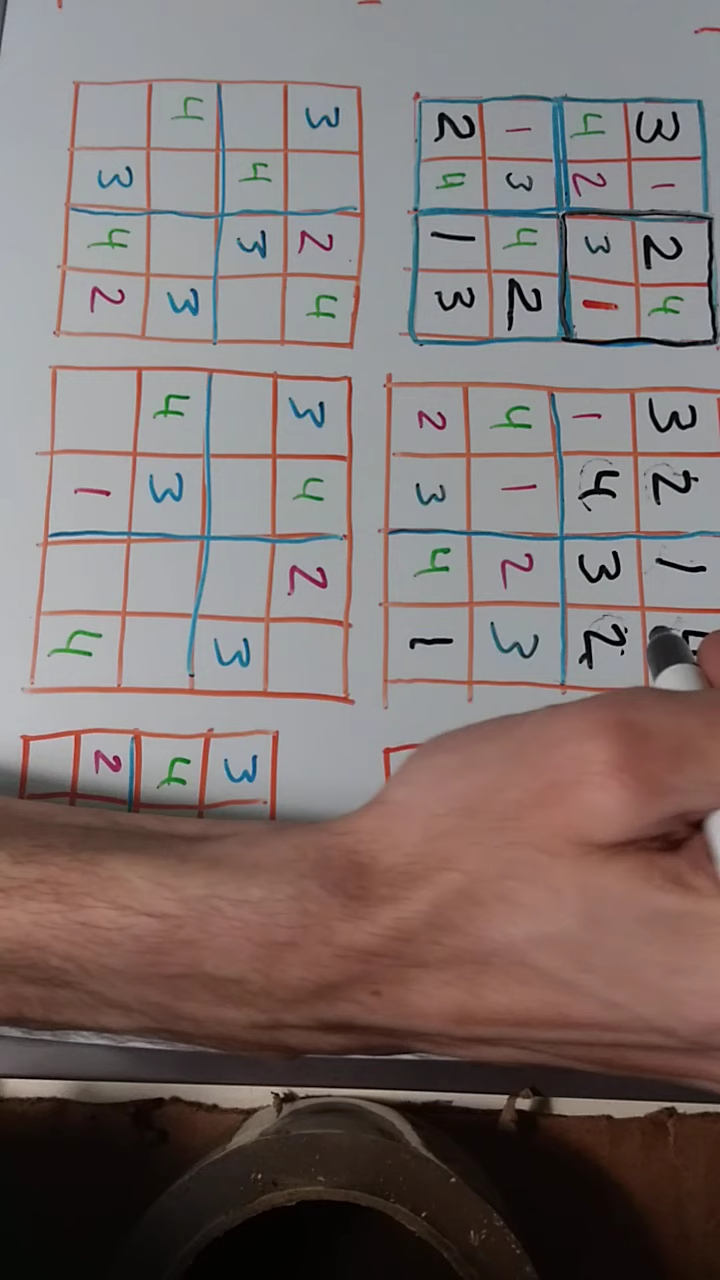 3 1 2 4
4 2 3 1
1 3 4 2
2 4 1 3
3 2 1
1 4 3 2
4 1 2 3
2 3 4 1
3 2 4
4 3
4 3
3 4 2
3 4 2
3
4 3
1 4
3
4
2